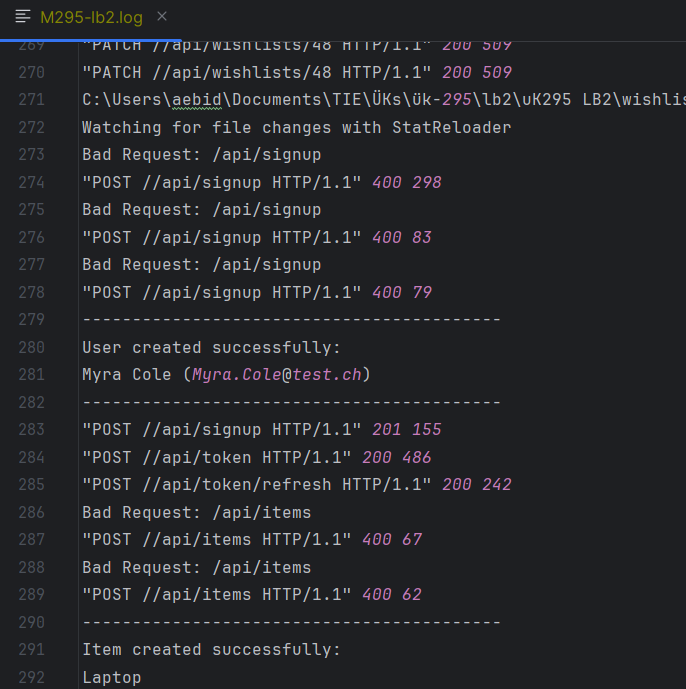 M295-lb2.log
269 "PATCH //api/wishlists/48 HTTP/1.1" 200 509
270 "PATCH //api/wishlists/48 HTTP/1.1" 200 509
271 C:\Users\aebid\Documents\TIE\ÜKs\ük-295\lb2\uK295 LB2\wishlis
272 Watching for file changes with StatReloader
273 Bad Request: /api/signup
274 "POST //api/signup HTTP/1.1" 400 298
275 Bad Request: /api/signup
276 "POST //api/signup HTTP/1.1" 400 83
277 Bad Request: /api/signup
278 "POST //api/signup HTTP/1.1" 400 79
279 ------------------------------------------
280 User created successfully:
281 Myra Cole (Myra.Cole@test.ch)
282 ------------------------------------------
283 "POST //api/signup HTTP/1.1" 201 155
284 "POST //api/token HTTP/1.1" 200 486
285 "POST //api/token/refresh HTTP/1.1" 200 242
286 Bad Request: /api/items
287 "POST //api/items HTTP/1.1" 400 67
288 Bad Request: /api/items
289 "POST //api/items HTTP/1.1" 400 62
290 ------------------------------------------
291 Item created successfully:
292 Laptop